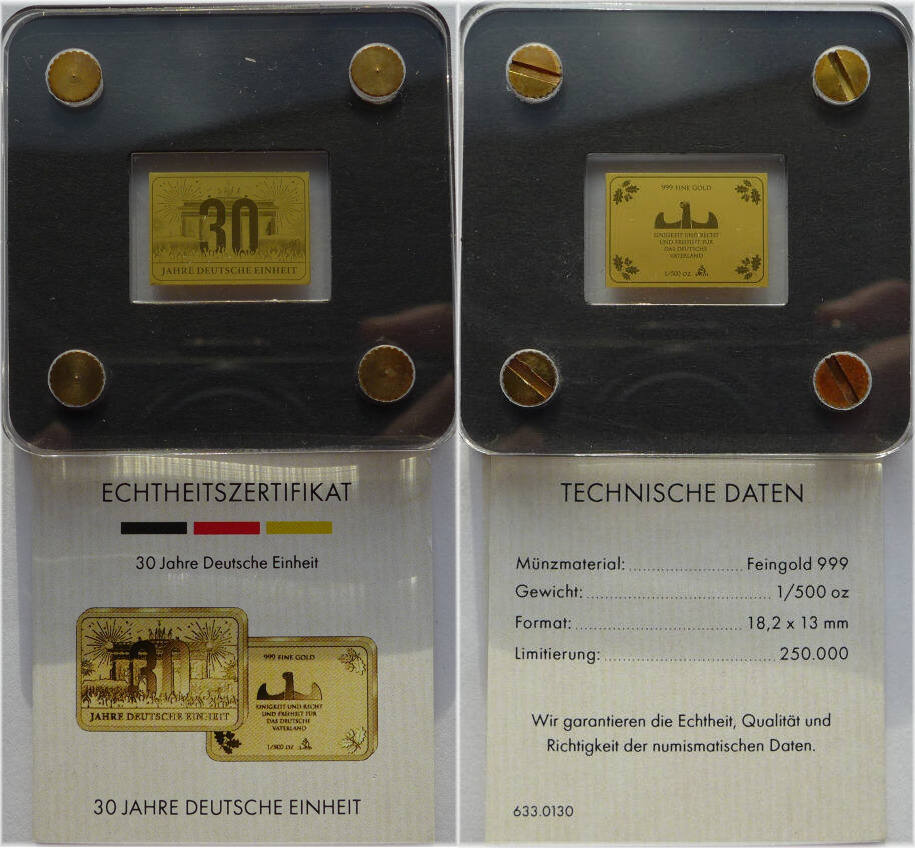 30
JAHRE DEUTSCHE EINHEIT
999 FINE GOLD
EINIGKEIT UND RECHT
UND FREIHEIT FÜR
DAS DEUTSCHE
VATERLAND
1/500 oz
ECHTHEITSZERTIFIKAT
30 Jahre Deutsche Einheit
30
JAHRE DEUTSCHE EINHEIT
999 FINE GOLD
EINIGKEIT UND RECHT
UND FREIHEIT FÜR
DAS DEUTSCHE
VATERLAND
1/500 oz
30 JAHRE DEUTSCHE EINHEIT
TECHNISCHE DATEN
Münzmaterial: Feingold 999
Gewicht: 1/500 oz
Format: 18,2 x 13 mm
Limitierung: 250.000
Wir garantieren die Echtheit, Qualität und
Richtigkeit der numismatischen Daten.
633.0130